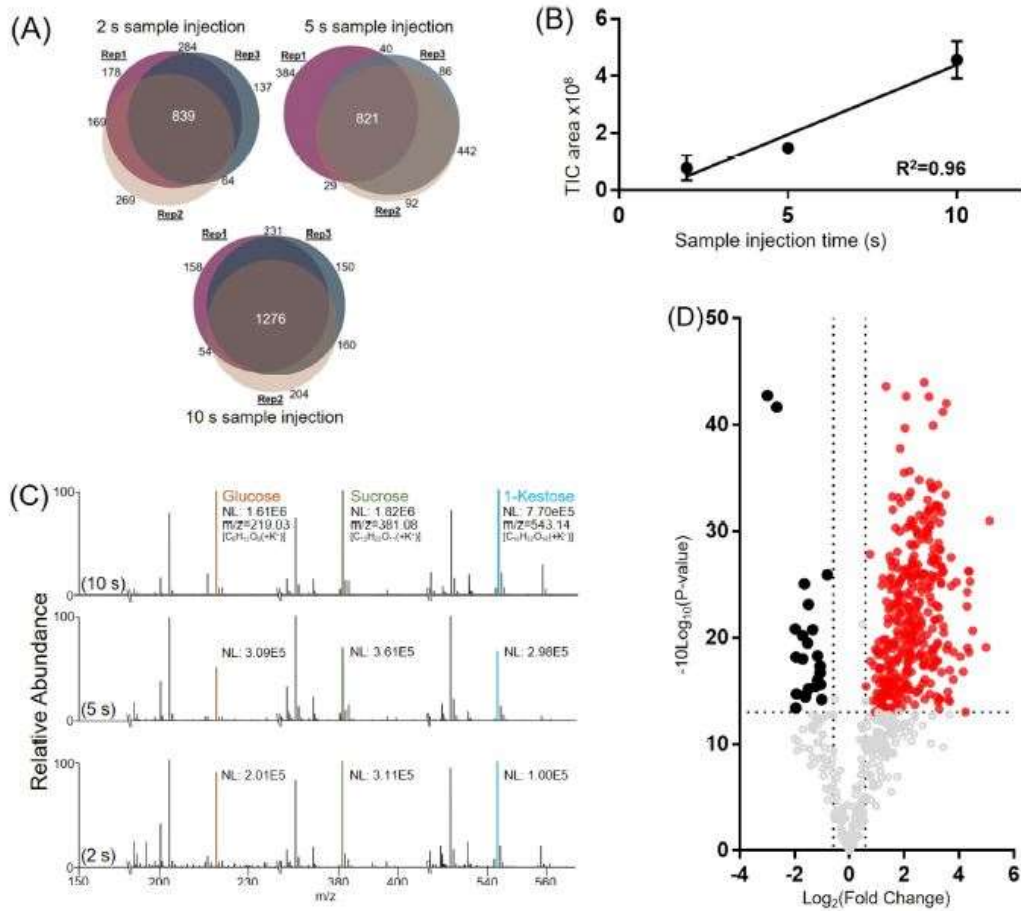 (A)
2 s sample injection
5 s sample injection
Rep1
284
Rep3
178
137
169
839
64
269
Rep2
Rep1
40
Rep3
384
86
821
442
29
92
Rep2
Rep1
231
Rep3
158
150
1276
54
160
204
Rep2
10 s sample injection
(B)
TIC area x10⁸
6
4
2
0
0
5
10
R²=0.96
Sample injection time (s)
(C)
Relative Abundance
100
Glucose
NL: 1.61E6
m/z=219.03
Sucrose
NL: 1.82E6
m/z=381.08
1-Kestose
NL: 7.70eE5
m/z=543.14
(10 s)
0
100
NL: 3.09E5
NL: 3.61E5
NL: 2.98E5
(5 s)
0
100
NL: 2.01E5
NL: 3.11E5
NL: 1.00E5
(2 s)
0
150
200
230
380
400
540
560
m/z
(D)
-10Log₁₀(P-value)
50
40
30
20
10
0
-4
-2
0
2
4
6
Log₂(Fold Change)